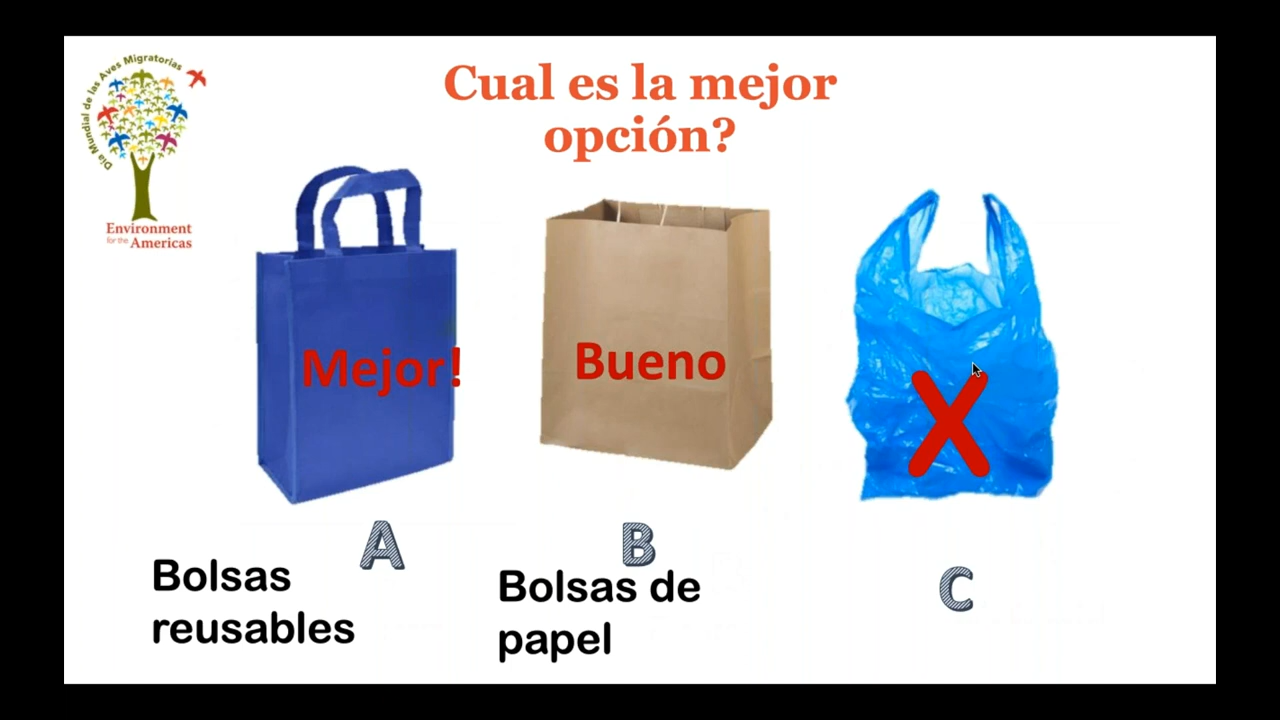 Día Mundial de las Aves Migratorias
Environment
for the Americas
Cual es la mejor
opción?
Mejor!
Bueno
X
A
B
C
Bolsas
reusables
Bolsas de
papel